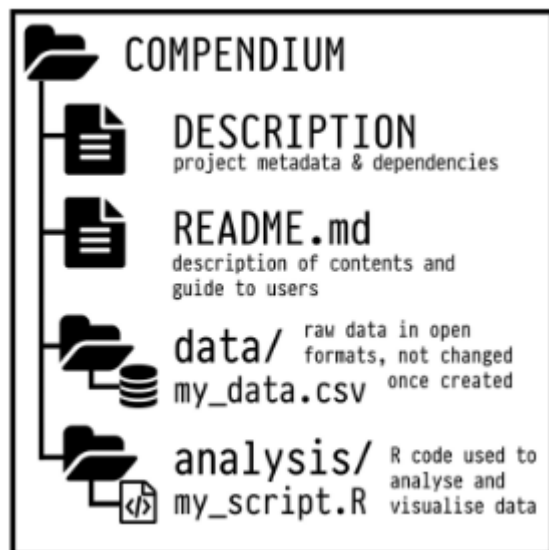 COMPENDIUM
DESCRIPTION
project metadata & dependencies
README.md
description of contents and
guide to users
data/
my_data.csv
raw data in open
formats, not changed
once created
analysis/
my_script.R
R code used to
analyse and
visualise data